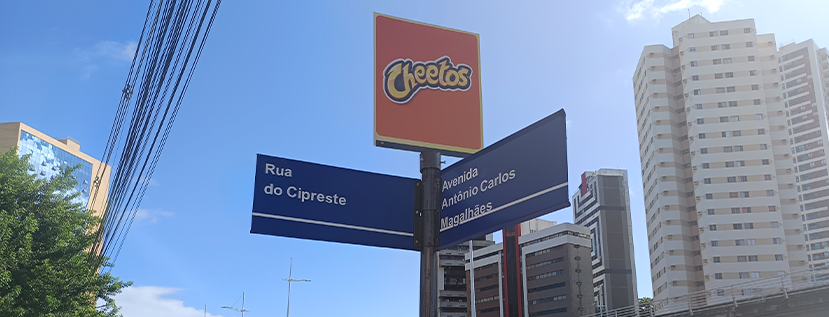 Cheetos
Rua
do Cipreste
Avenida
Antônio Carlos
Magalhães